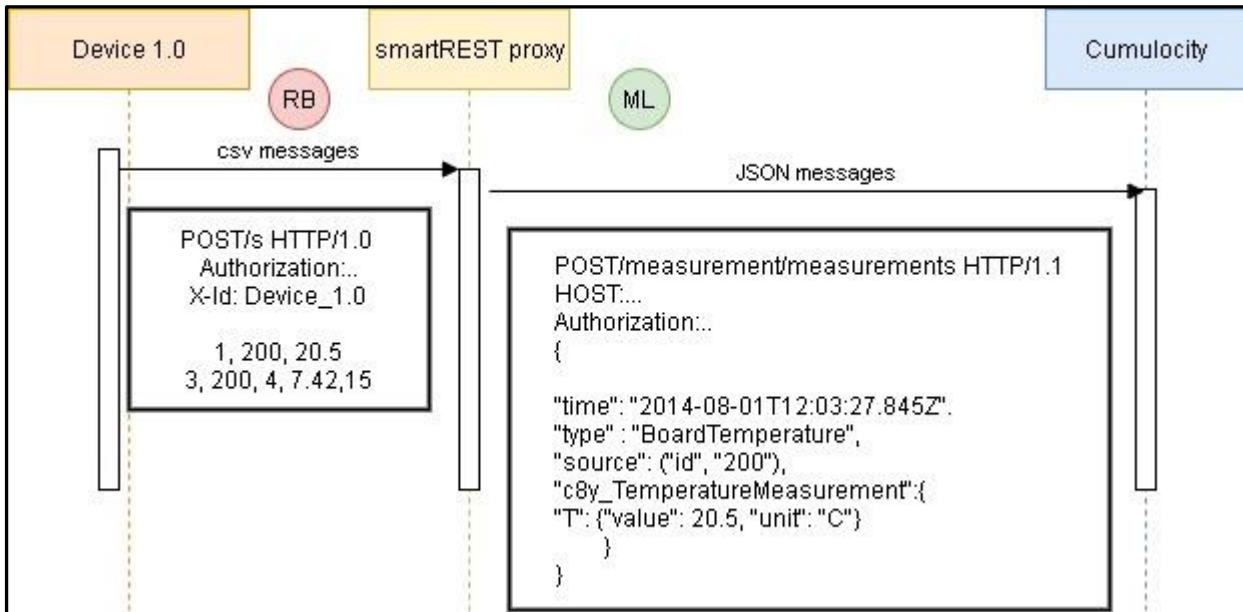 Device 1.0
smartREST proxy
Cumulocity
RB
ML
csv messages
JSON messages
POST/s HTTP/1.0
Authorization:..
X-Id: Device_1.0
1, 200, 20.5
3, 200, 4, 7.42,15
POST/measurement/measurements HTTP/1.1
HOST:...
Authorization:..
{
"time": "2014-08-01T12:03:27.845Z".
"type" : "BoardTemperature",
"source": ("id", "200"),
"c8y_TemperatureMeasurement":{
"T": {"value": 20.5, "unit": "C"}
}
}